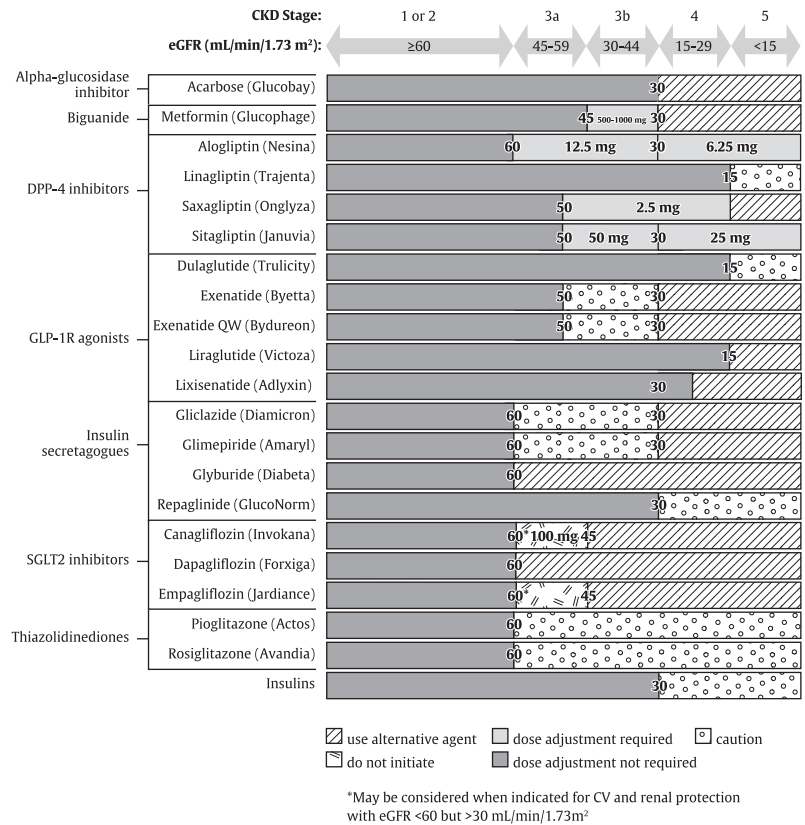 CKD Stage: 1 or 2 3a 3b 4 5
eGFR (mL/min/1.73 m²): ≥60 45-59 30-44 15-29 <15
Alpha-glucosidase
inhibitor
Acarbose (Glucobay) 30
Biguanide Metformin (Glucophage) 45 500-1000 mg 30
DPP-4 inhibitors
Alogliptin (Nesina) 60 12.5 mg 30 6.25 mg
Linagliptin (Trajenta) 15
Saxagliptin (Onglyza) 50 2.5 mg
Sitagliptin (Januvia) 50 50 mg 30 25 mg
GLP-1R agonists
Dulaglutide (Trulicity) 15
Exenatide (Byetta) 50 30
Exenatide QW (Bydureon) 50 30
Liraglutide (Victoza) 15
Lixisenatide (Adlyxin) 30
Insulin
secretagogues
Gliclazide (Diamicron) 60 30
Glimepiride (Amaryl) 60 30
Glyburide (Diabeta) 60
Repaglinide (GlucoNorm) 30
SGLT2 inhibitors
Canagliflozin (Invokana) 60* 100 mg 45
Dapagliflozin (Forxiga) 60
Empagliflozin (Jardiance) 60* 45
Thiazolidinediones
Pioglitazone (Actos) 60
Rosiglitazone (Avandia) 60
Insulins 30
use alternative agent dose adjustment required caution
do not initiate dose adjustment not required
*May be considered when indicated for CV and renal protection
with eGFR <60 but >30 mL/min/1.73m²